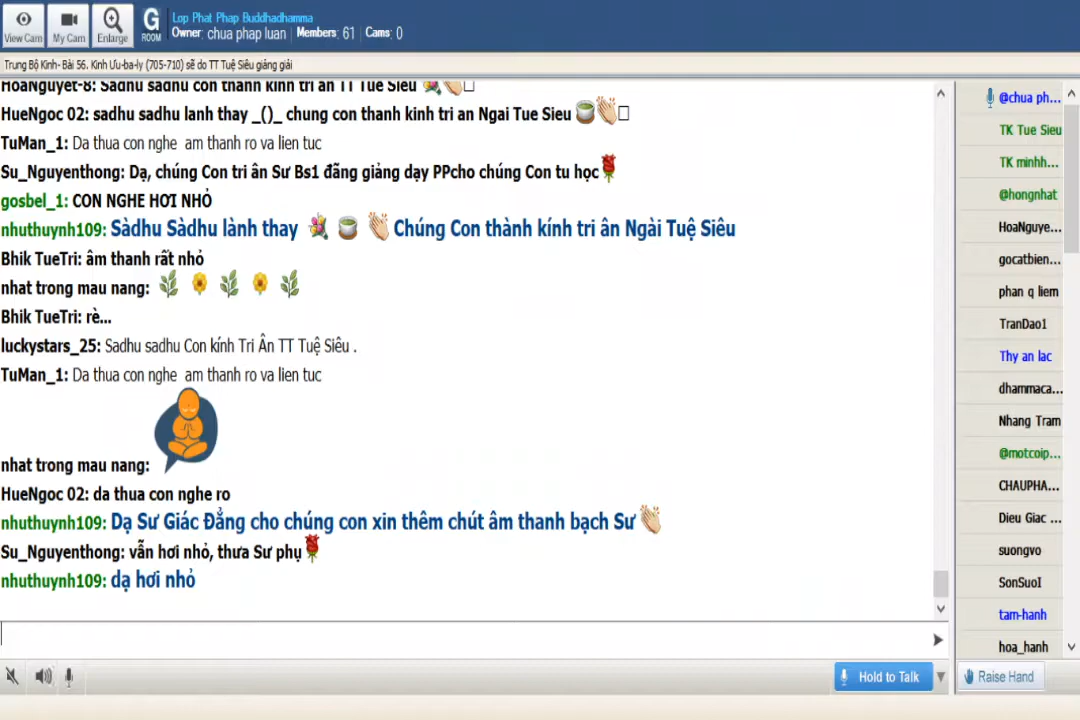 View Cam
My Cam
Enlarge
G
ROOM
Lop Phat Phap Buddhadhamma
Owner: chua phap luan | Members: 61 | Cams: 0
Trung Bộ Kinh- Bài 56. Kinh Ưu-ba-ly (705-710) sẽ do TT Tuệ Siêu giảng giải
HoaNguyet-8: Sadhu sadhu con thành kính tri ân TT Tuệ Siêu
HueNgoc 02: sadhu sadhu lanh thay _()_ chung con thanh kinh tri an Ngai Tue Sieu
TuMan_1: Da thua con nghe am thanh ro va lien tuc
Su_Nguyenthong: Dạ, chúng Con tri ân Sư Bs1 đãng giảng dạy PPcho chúng Con tu học
gosbel_1: CON NGHE HƠI NHỎ
nhuthuynh109: Sàdhu Sàdhu lành thay Chúng Con thành kính tri ân Ngài Tuệ Siêu
Bhik TueTri: âm thanh rất nhỏ
nhat trong mau nang:
Bhik TueTri: rè...
luckystars_25: Sadhu sadhu Con kính Tri Ân TT Tuệ Siêu .
TuMan_1: Da thua con nghe am thanh ro va lien tuc
nhat trong mau nang:
HueNgoc 02: da thua con nghe ro
nhuthuynh109: Dạ Sư Giác Đẳng cho chúng con xin thêm chút âm thanh bạch Sư
Su_Nguyenthong: vẫn hơi nhỏ, thưa Sư phụ
nhuthuynh109: dạ hơi nhỏ
Hold to Talk
@chua ph...
TK Tue Sieu
TK minhh...
@hongnhat
HoaNguye...
gocatbien...
phan q liem
TranDao1
Thy an lac
dhammaca...
Nhang Tram
@motcoip...
CHAUPHA...
Dieu Giac ...
suongvo
SonSuoI
tam-hanh
hoa_hanh
Raise Hand